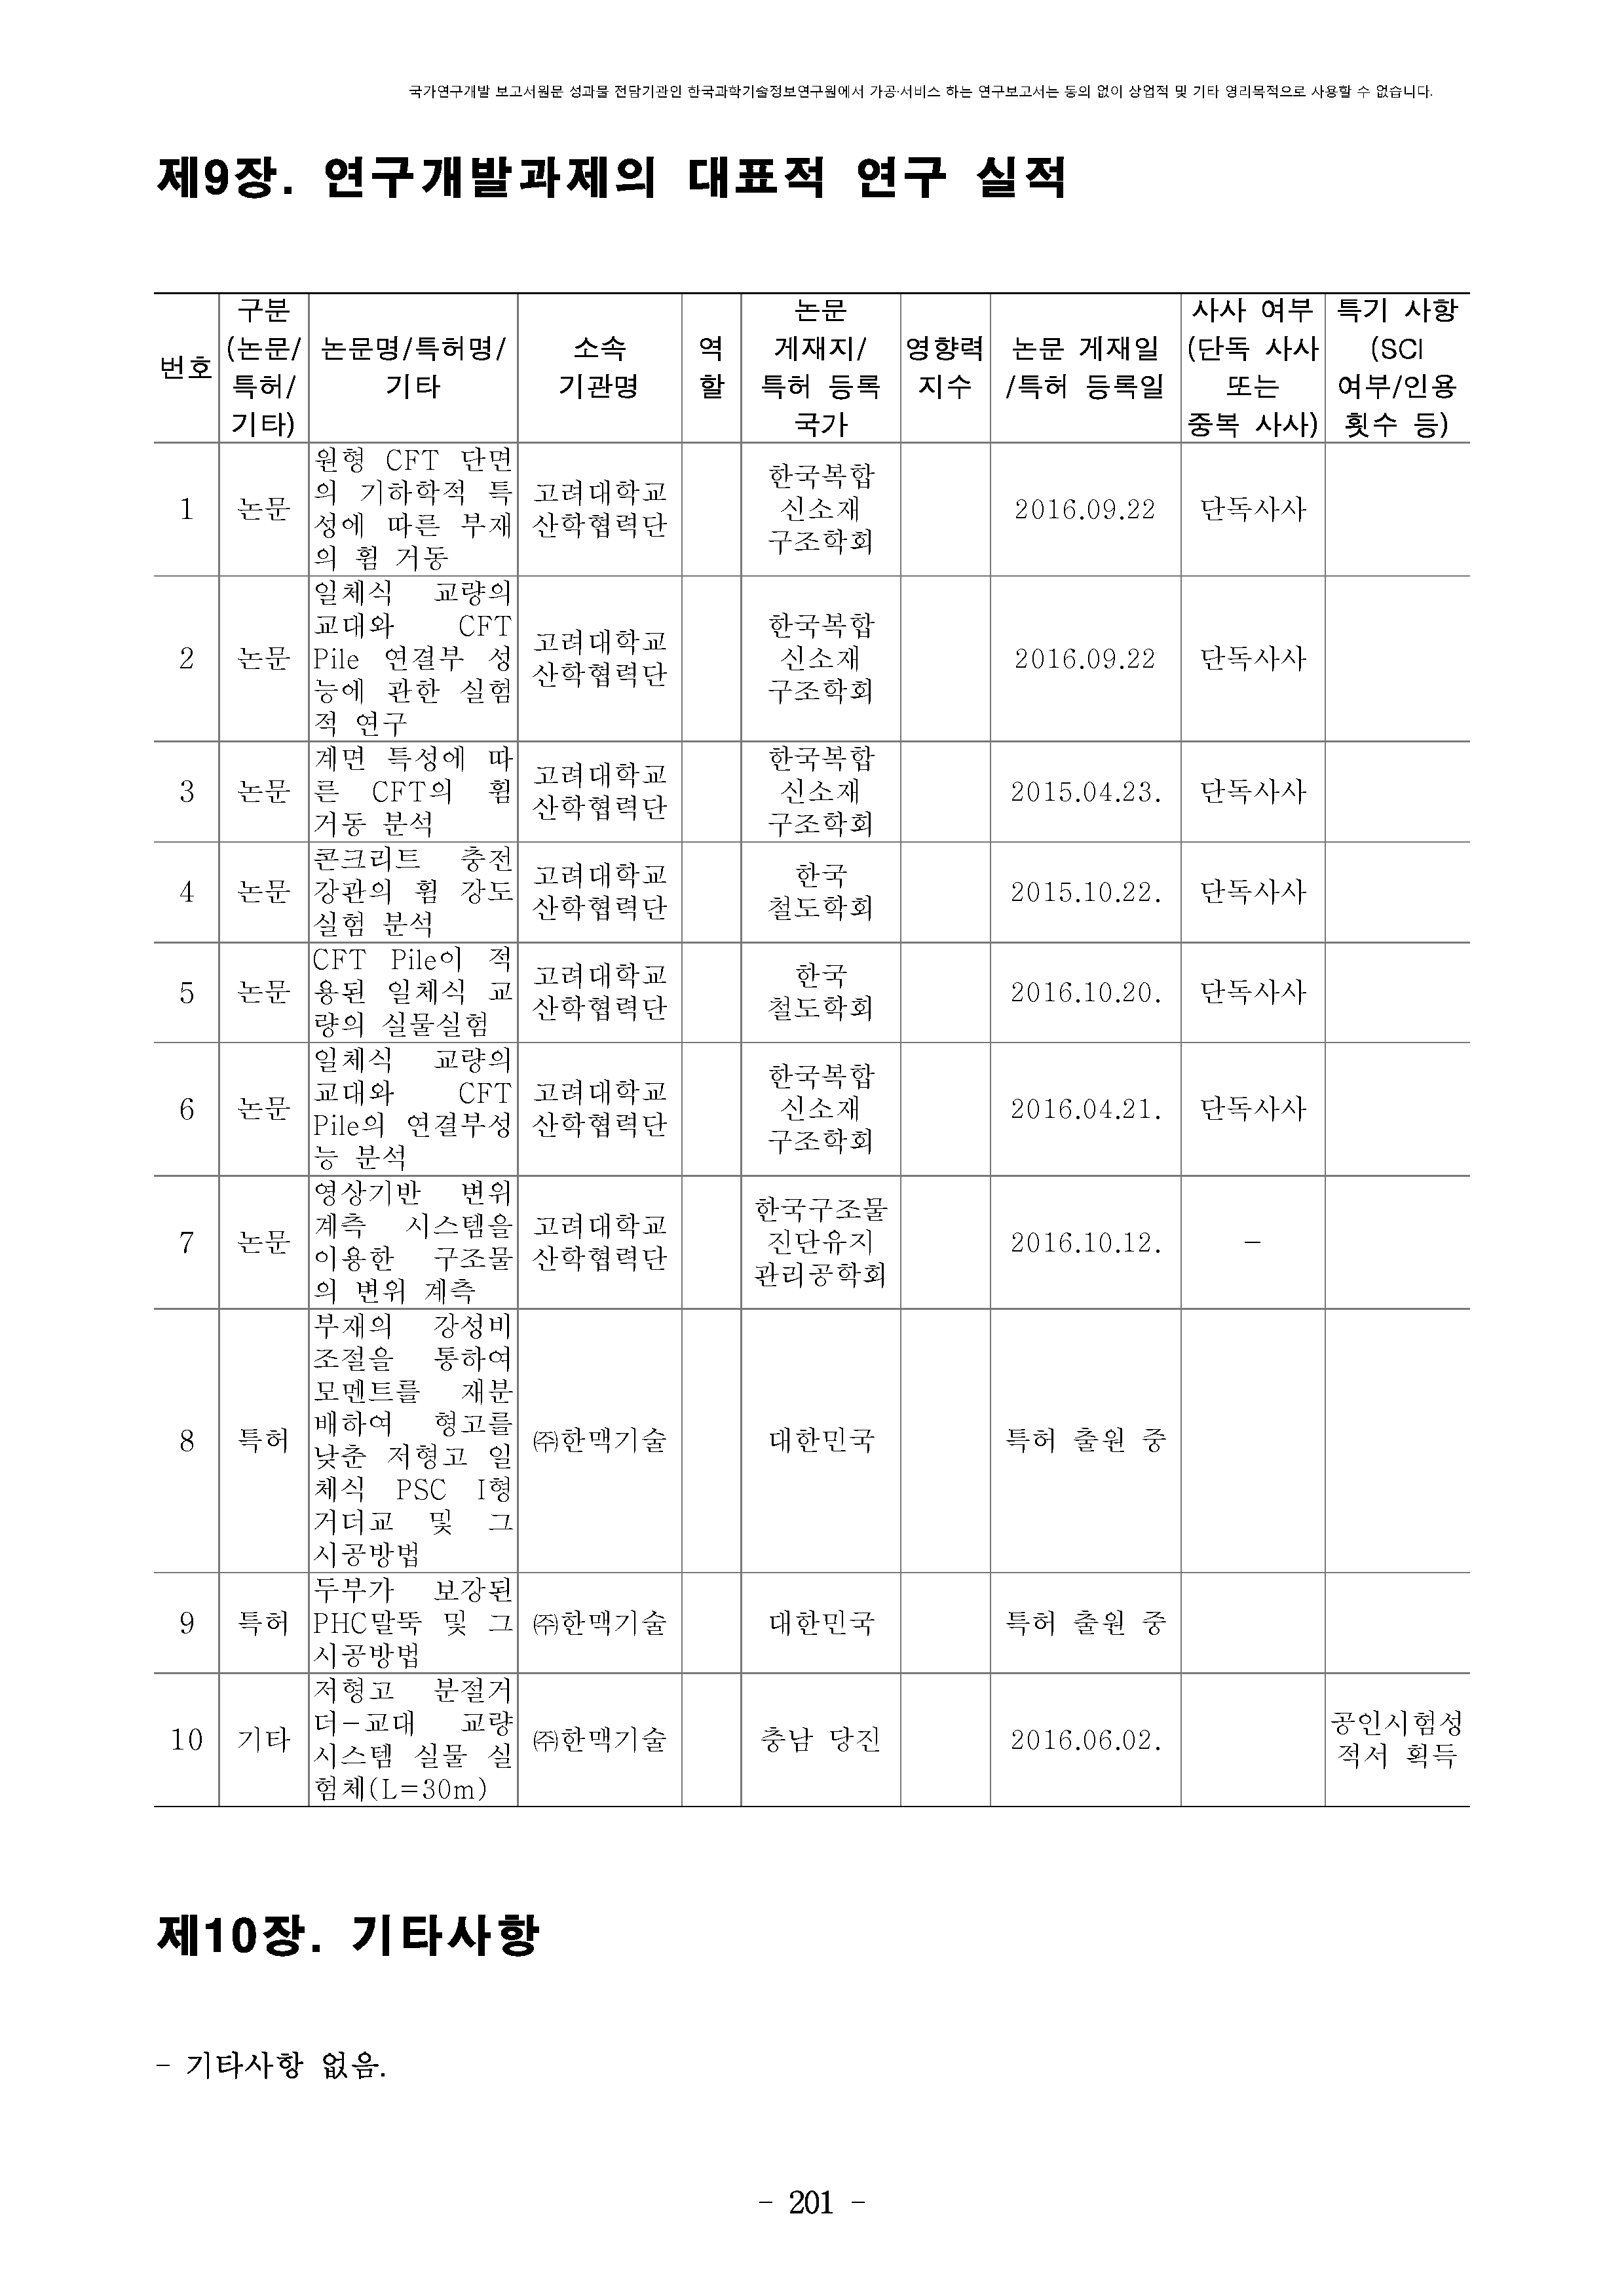 국가연구개발 보고서원문 성과물 전담기관인 한국과학기술정보연구원에서 가공·서비스 하는 연구보고서는 동의 없이 상업적 및 기타 영리목적으로 사용할 수 없습니다.
제9장. 연구개발과제의 대표적 연구 실적
번호
구분
(논문/
특허/
기타)
논문명/특허명/
기타
소속
기관명
역
할
논문
게재지/
특허 등록
국가
영향력
지수
논문 게재일
/특허 등록일
사사 여부
(단독 사사
또는
중복 사사)
특기 사항
(SCI
여부/인용
횟수 등)
1
논문
원형 CFT 단면
의 기하학적 특
성에 따른 부재
의 휨 거동
고려대학교
산학협력단
한국복합
신소재
구조학회
2016.09.22
단독사사
2
논문
일체식 교량의
교대와 CFT
Pile 연결부 성
능에 관한 실험
적 연구
고려대학교
산학협력단
한국복합
신소재
구조학회
2016.09.22
단독사사
3
논문
계면 특성에 따
른 CFT의 휨
거동 분석
고려대학교
산학협력단
한국복합
신소재
구조학회
2015.04.23.
단독사사
4
논문
콘크리트 충전
강관의 휨 강도
실험 분석
고려대학교
산학협력단
한국
철도학회
2015.10.22.
단독사사
5
논문
CFT Pile이 적
용된 일체식 교
량의 실물실험
고려대학교
산학협력단
한국
철도학회
2016.10.20.
단독사사
6
논문
일체식 교량의
교대와 CFT
Pile의 연결부성
능 분석
고려대학교
산학협력단
한국복합
신소재
구조학회
2016.04.21.
단독사사
7
논문
영상기반 변위
계측 시스템을
이용한 구조물
의 변위 계측
고려대학교
산학협력단
한국구조물
진단유지
관리공학회
2016.10.12.
-
8
특허
부재의 강성비
조절을 통하여
모멘트를 재분
배하여 형고를
낮춘 저형고 일
체식 PSC I형
거더교 및 그
시공방법
㈜한맥기술
대한민국
특허 출원 중
9
특허
두부가 보강된
PHC말뚝 및 그
시공방법
㈜한맥기술
대한민국
특허 출원 중
10
기타
저형고 분절거
더-교대 교량
시스템 실물 실
험체(L=30m)
㈜한맥기술
충남 당진
2016.06.02.
공인시험성
적서 획득
제10장. 기타사항
- 기타사항 없음.
- 201 -